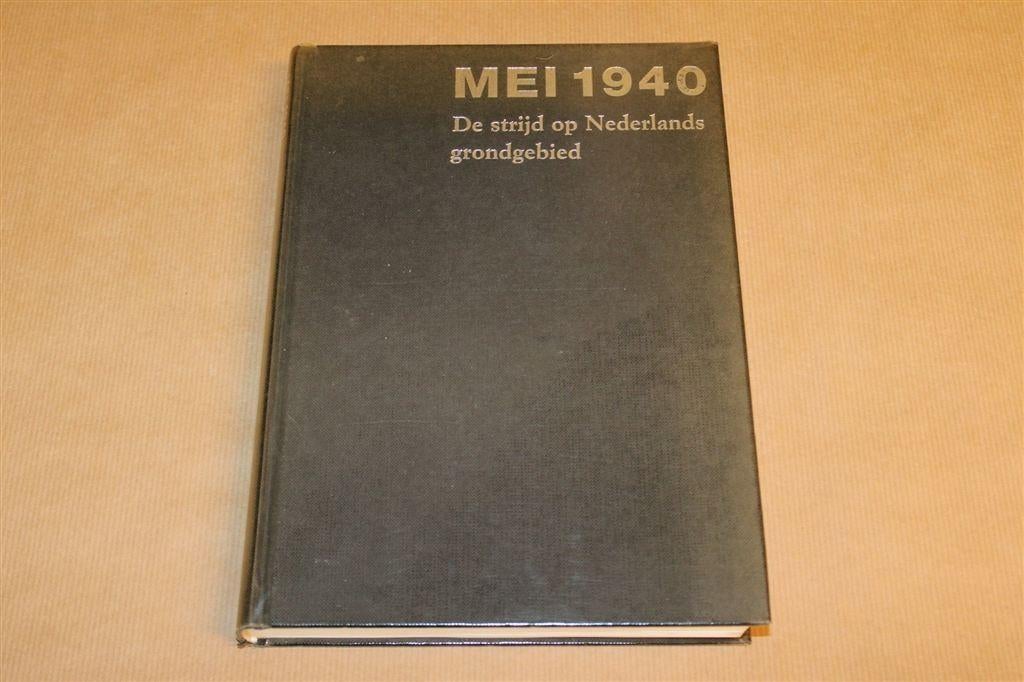 MEI 1940
De strijd op Nederlands
grondgebied